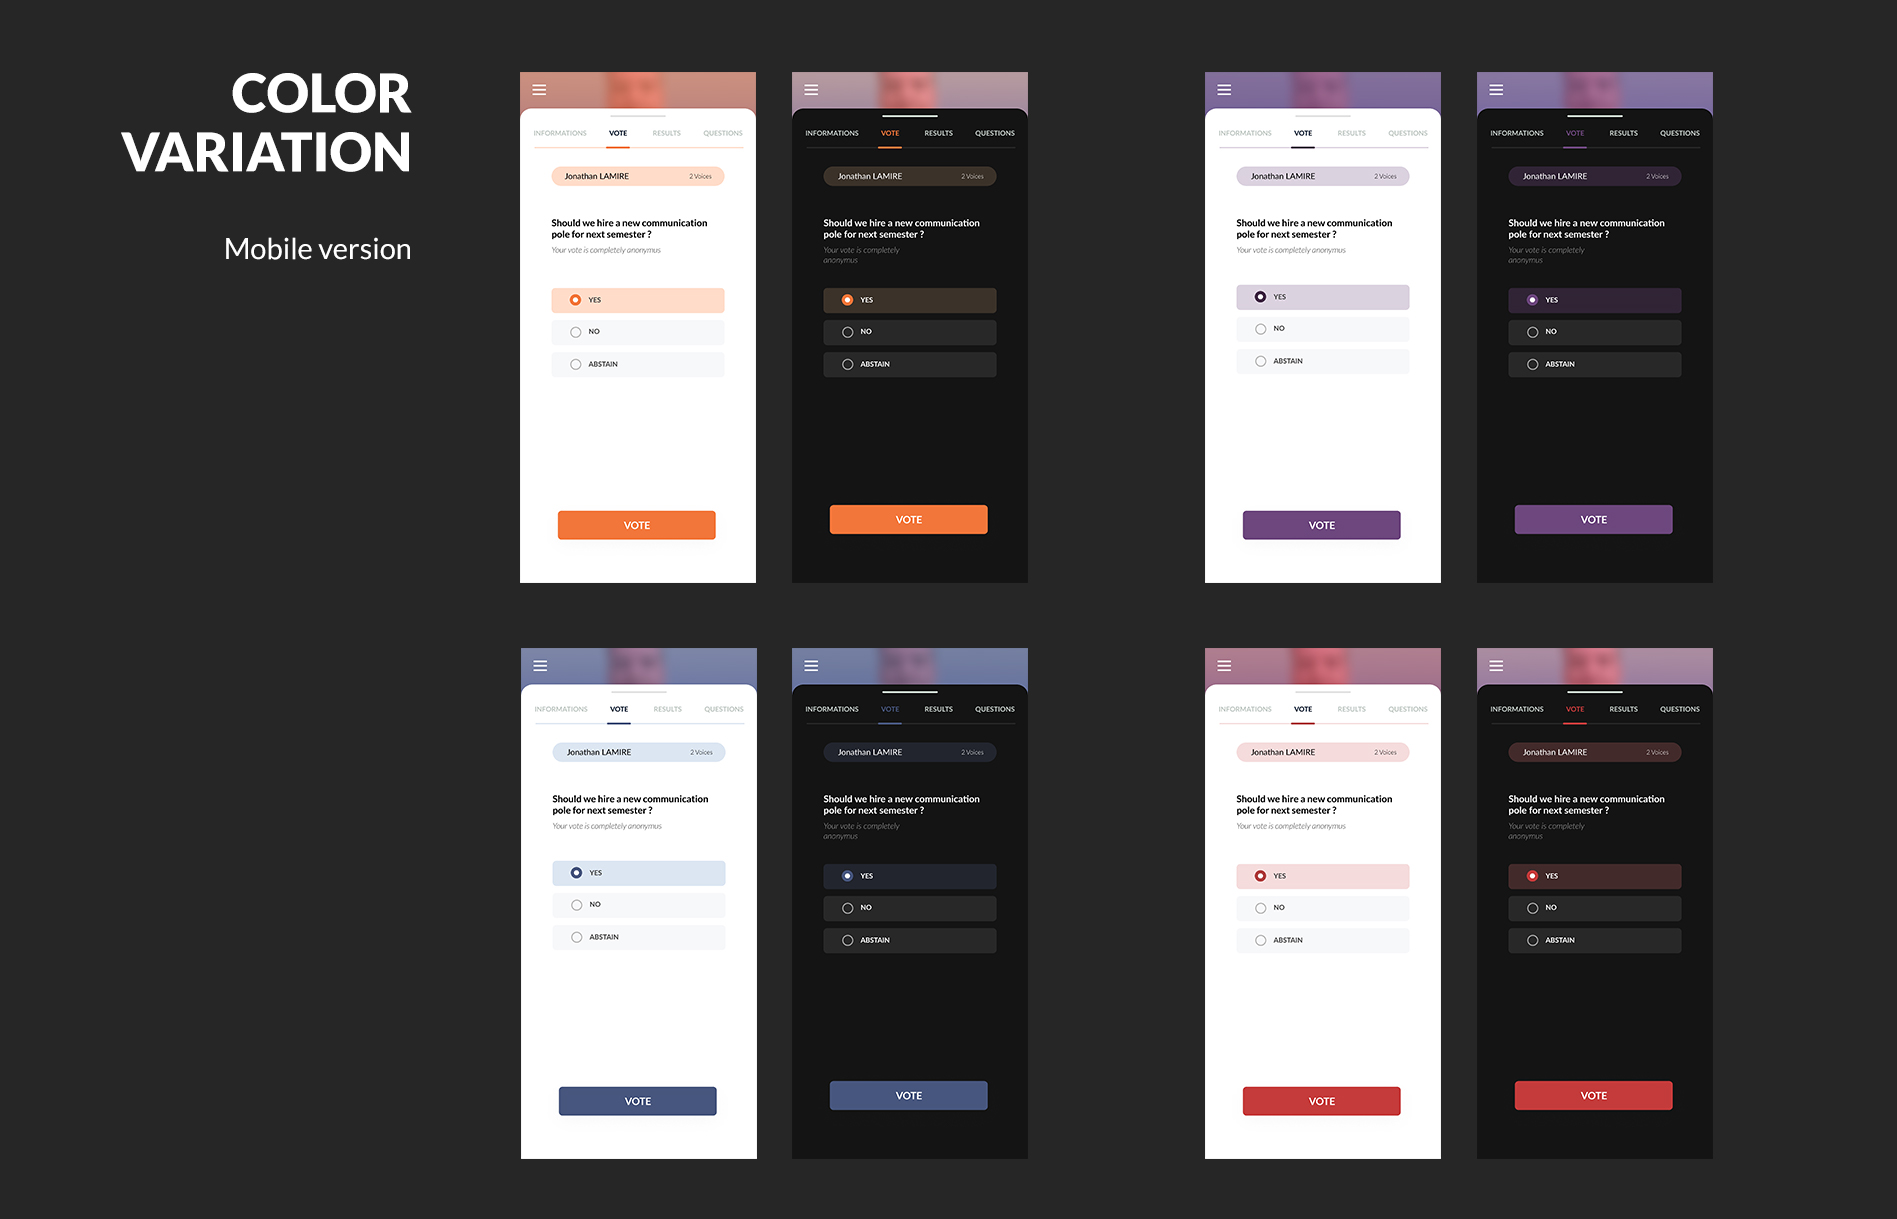 COLOR
VARIATION
Mobile version
INFORMATIONS VOTE RESULTS QUESTIONS
Jonathan LAMIRE 2 Voices
Should we hire a new communication
pole for next semester ?
Your vote is completely anonymus
YES
NO
ABSTAIN
VOTE
INFORMATIONS VOTE RESULTS QUESTIONS
Jonathan LAMIRE 2 Voices
Should we hire a new communication
pole for next semester ?
Your vote is completely
anonymus
YES
NO
ABSTAIN
VOTE
INFORMATIONS VOTE RESULTS QUESTIONS
Jonathan LAMIRE 2 Voices
Should we hire a new communication
pole for next semester ?
Your vote is completely anonymus
YES
NO
ABSTAIN
VOTE
INFORMATIONS VOTE RESULTS QUESTIONS
Jonathan LAMIRE 2 Voices
Should we hire a new communication
pole for next semester ?
Your vote is completely
anonymus
YES
NO
ABSTAIN
VOTE
INFORMATIONS VOTE RESULTS QUESTIONS
Jonathan LAMIRE 2 Voices
Should we hire a new communication
pole for next semester ?
Your vote is completely anonymus
YES
NO
ABSTAIN
VOTE
INFORMATIONS VOTE RESULTS QUESTIONS
Jonathan LAMIRE 2 Voices
Should we hire a new communication
pole for next semester ?
Your vote is completely
anonymus
YES
NO
ABSTAIN
VOTE
INFORMATIONS VOTE RESULTS QUESTIONS
Jonathan LAMIRE 2 Voices
Should we hire a new communication
pole for next semester ?
Your vote is completely anonymus
YES
NO
ABSTAIN
VOTE
INFORMATIONS VOTE RESULTS QUESTIONS
Jonathan LAMIRE 2 Voices
Should we hire a new communication
pole for next semester ?
Your vote is completely
anonymus
YES
NO
ABSTAIN
VOTE